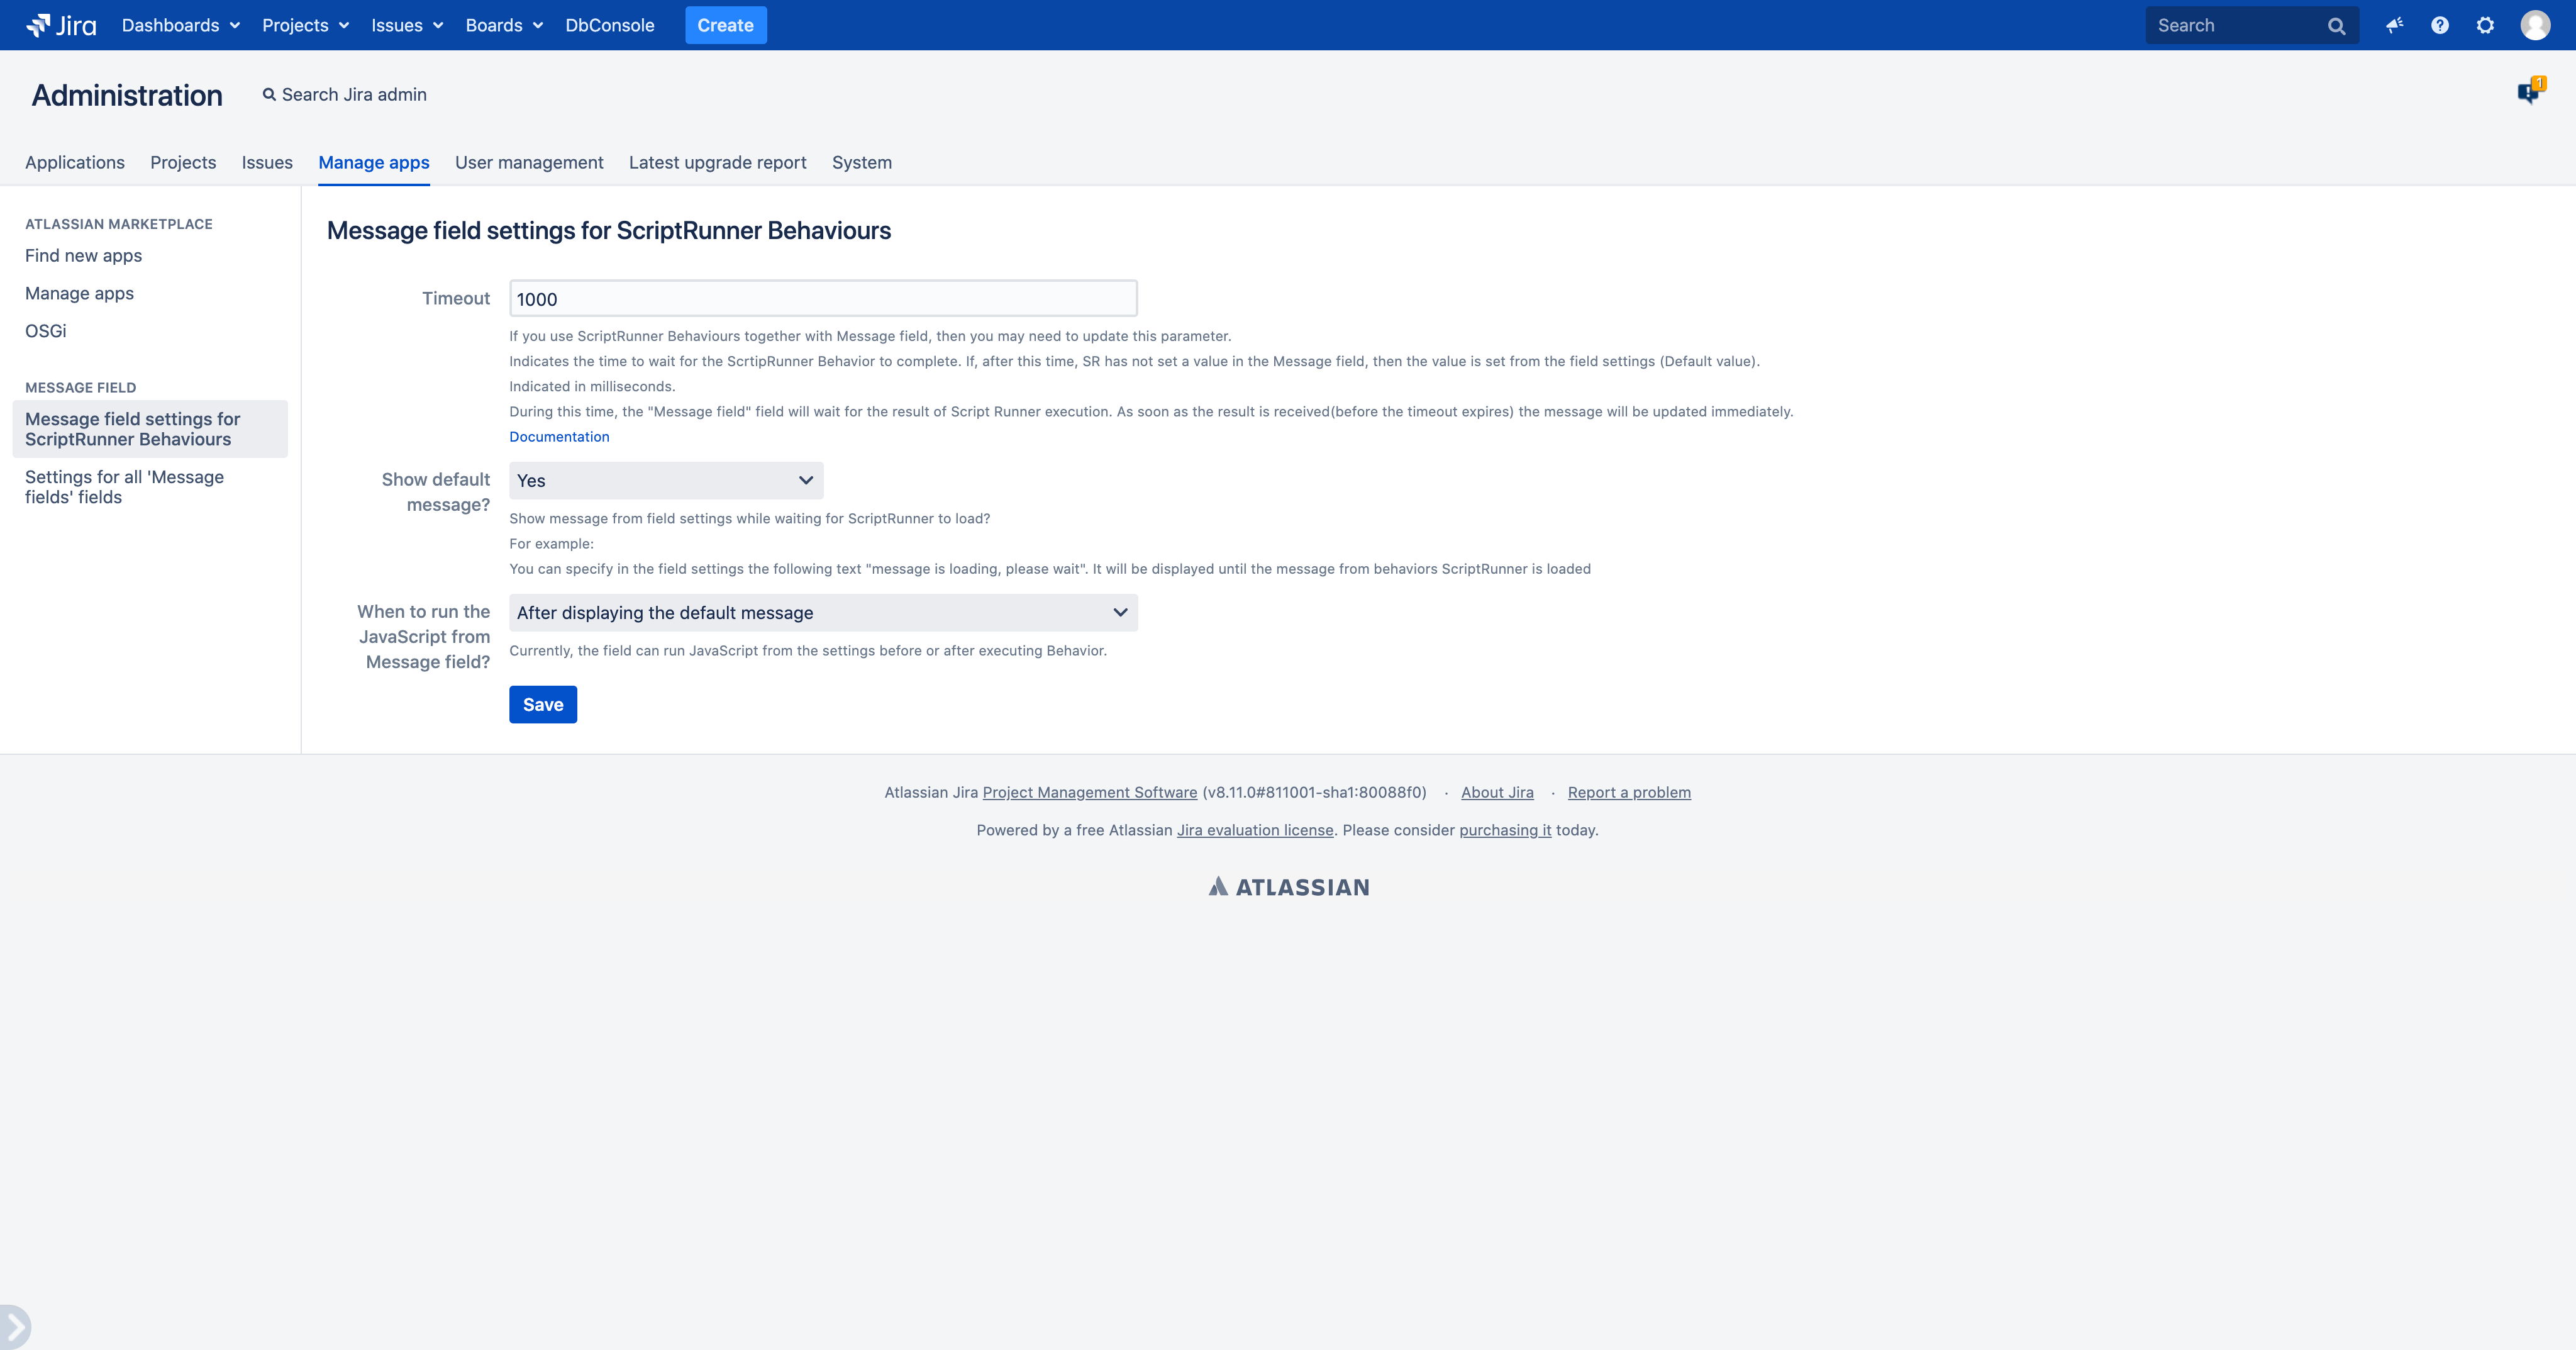 Jira Dashboards Projects Issues Boards DbConsole Create Search
Administration Search Jira admin 1
Applications Projects Issues Manage apps User management Latest upgrade report System
ATLASSIAN MARKETPLACE
Find new apps
Manage apps
OSGi
MESSAGE FIELD
Message field settings for
ScriptRunner Behaviours
Settings for all 'Message
fields' fields
Message field settings for ScriptRunner Behaviours
Timeout 1000
If you use ScriptRunner Behaviours together with Message field, then you may need to update this parameter.
Indicates the time to wait for the ScrtipRunner Behavior to complete. If, after this time, SR has not set a value in the Message field, then the value is set from the field settings (Default value).
Indicated in milliseconds.
During this time, the "Message field" field will wait for the result of Script Runner execution. As soon as the result is received(before the timeout expires) the message will be updated immediately.
Documentation
Show default
message?
Yes
Show message from field settings while waiting for ScriptRunner to load?
For example:
You can specify in the field settings the following text "message is loading, please wait". It will be displayed until the message from behaviors ScriptRunner is loaded
When to run the
JavaScript from
Message field?
After displaying the default message
Currently, the field can run JavaScript from the settings before or after executing Behavior.
Save
Atlassian Jira Project Management Software (v8.11.0#811001-sha1:80088f0) · About Jira · Report a problem
Powered by a free Atlassian Jira evaluation license. Please consider purchasing it today.
ATLASSIAN